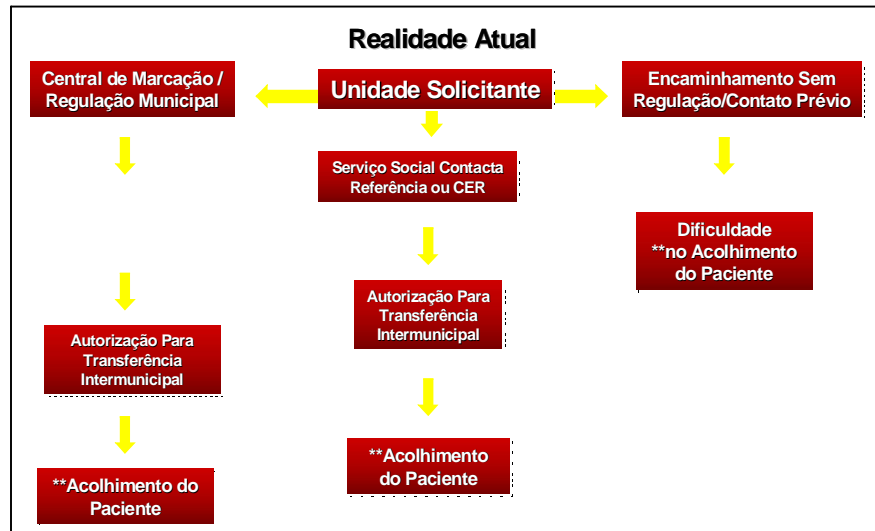 Realidade Atual
Central de Marcação /
Regulação Municipal
Unidade Solicitante
Encaminhamento Sem
Regulação/Contato Prévio
Serviço Social Contacta
Referência ou CER
Dificuldade
**no Acolhimento
do Paciente
Autorização Para
Transferência
Intermunicipal
Autorização Para
Transferência
Intermunicipal
**Acolhimento
do Paciente
**Acolhimento do
Paciente